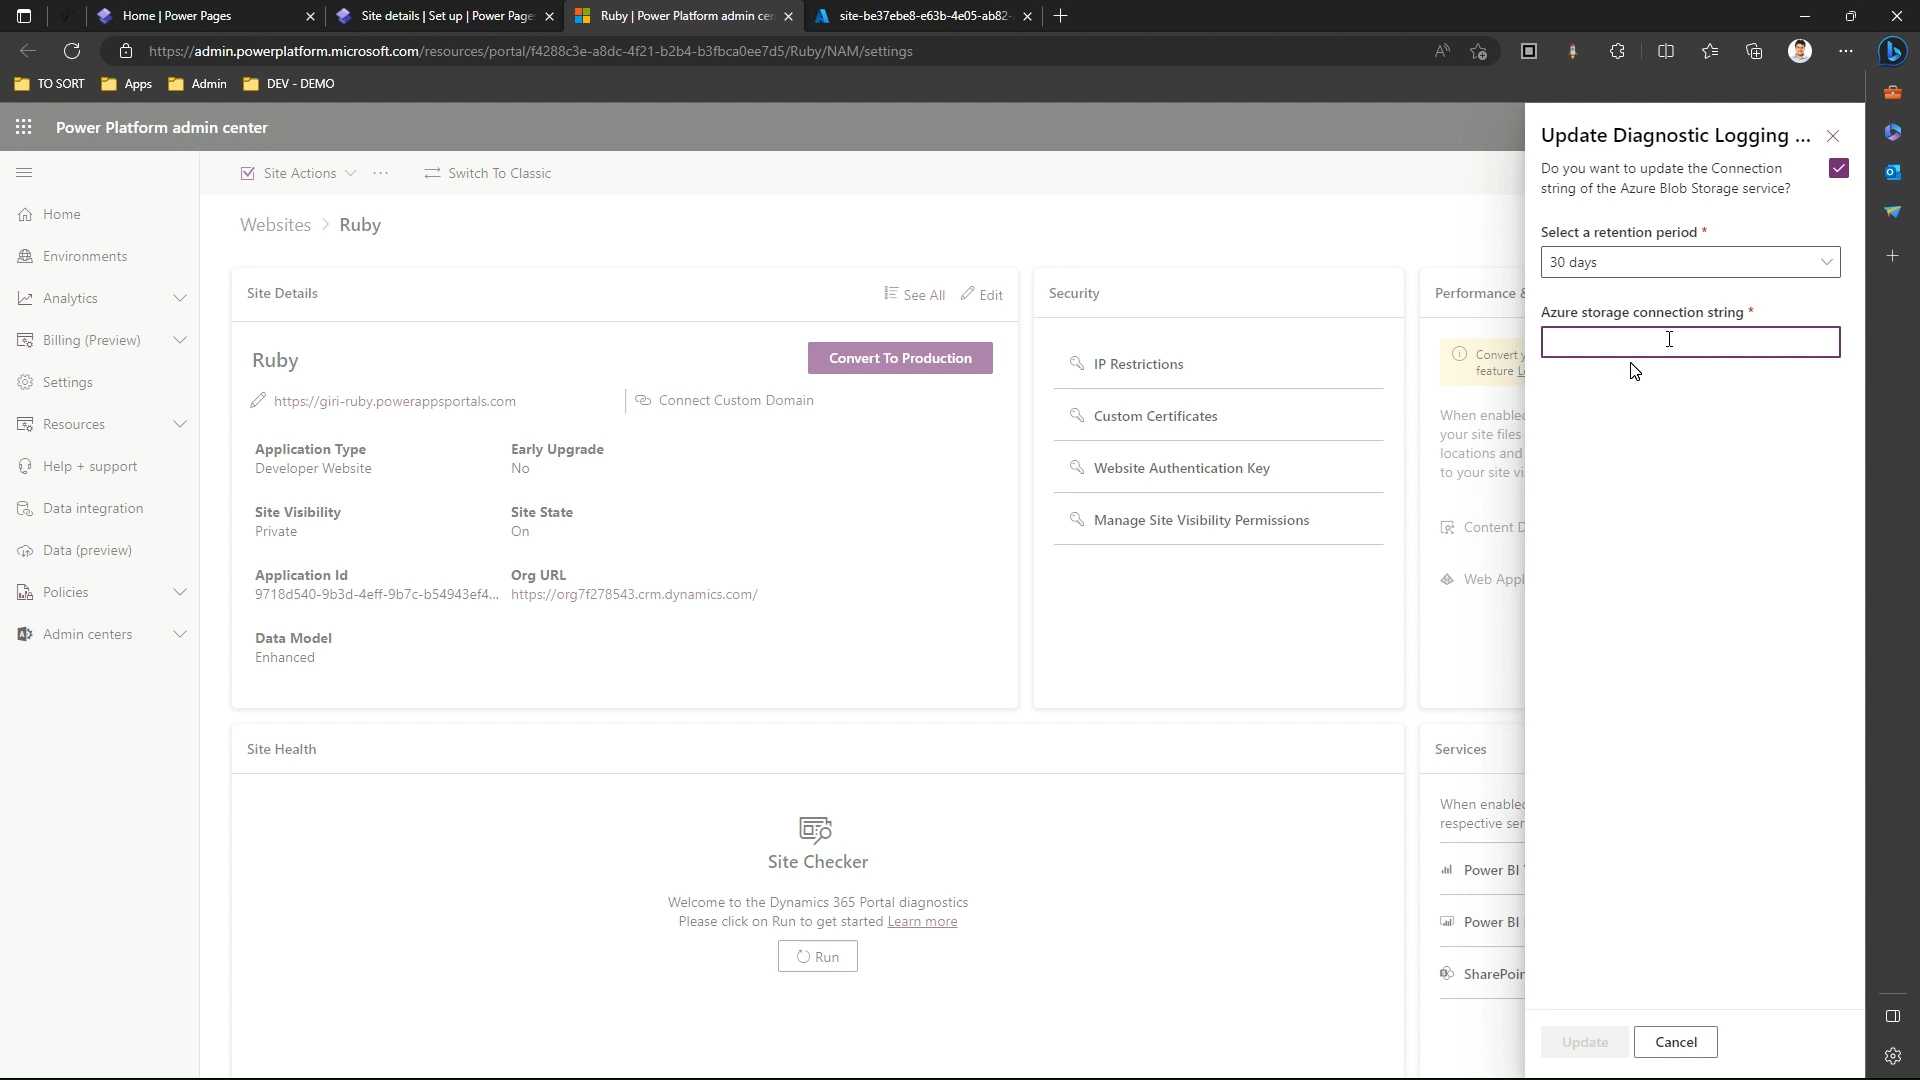 Home | Power Pages
Site details | Set up | Power Page
Ruby | Power Platform admin cen
site-be37ebe8-e63b-4e05-ab82-
https://admin.powerplatform.microsoft.com/resources/portal/f4288c3e-a8dc-4f21-b2b4-b3fbca0ee7d5/Ruby/NAM/settings
TO SORT
Apps
Admin
DEV - DEMO
Power Platform admin center
Home
Environments
Analytics
Billing (Preview)
Settings
Resources
Help + support
Data integration
Data (preview)
Policies
Admin centers
Site Actions
...
Switch To Classic
Websites > Ruby
Site Details
See All
Edit
Ruby
Convert To Production
https://giri-ruby.powerappsportals.com
Connect Custom Domain
Application Type
Developer Website
Early Upgrade
No
Site Visibility
Private
Site State
On
Application Id
9718d540-9b3d-4eff-9b7c-b54943ef4...
Org URL
https://org7f278543.crm.dynamics.com/
Data Model
Enhanced
Security
IP Restrictions
Custom Certificates
Website Authentication Key
Manage Site Visibility Permissions
Performance &
Convert y
feature L
When enabled
your site files
locations and
to your site vi
Content D
Web Appl
Site Health
Site Checker
Welcome to the Dynamics 365 Portal diagnostics
Please click on Run to get started Learn more
Run
Services
When enabled
respective ser
Power BI
Power BI
SharePoin
Update Diagnostic Logging ...
Do you want to update the Connection
string of the Azure Blob Storage service?
Select a retention period *
30 days
Azure storage connection string *
Update
Cancel